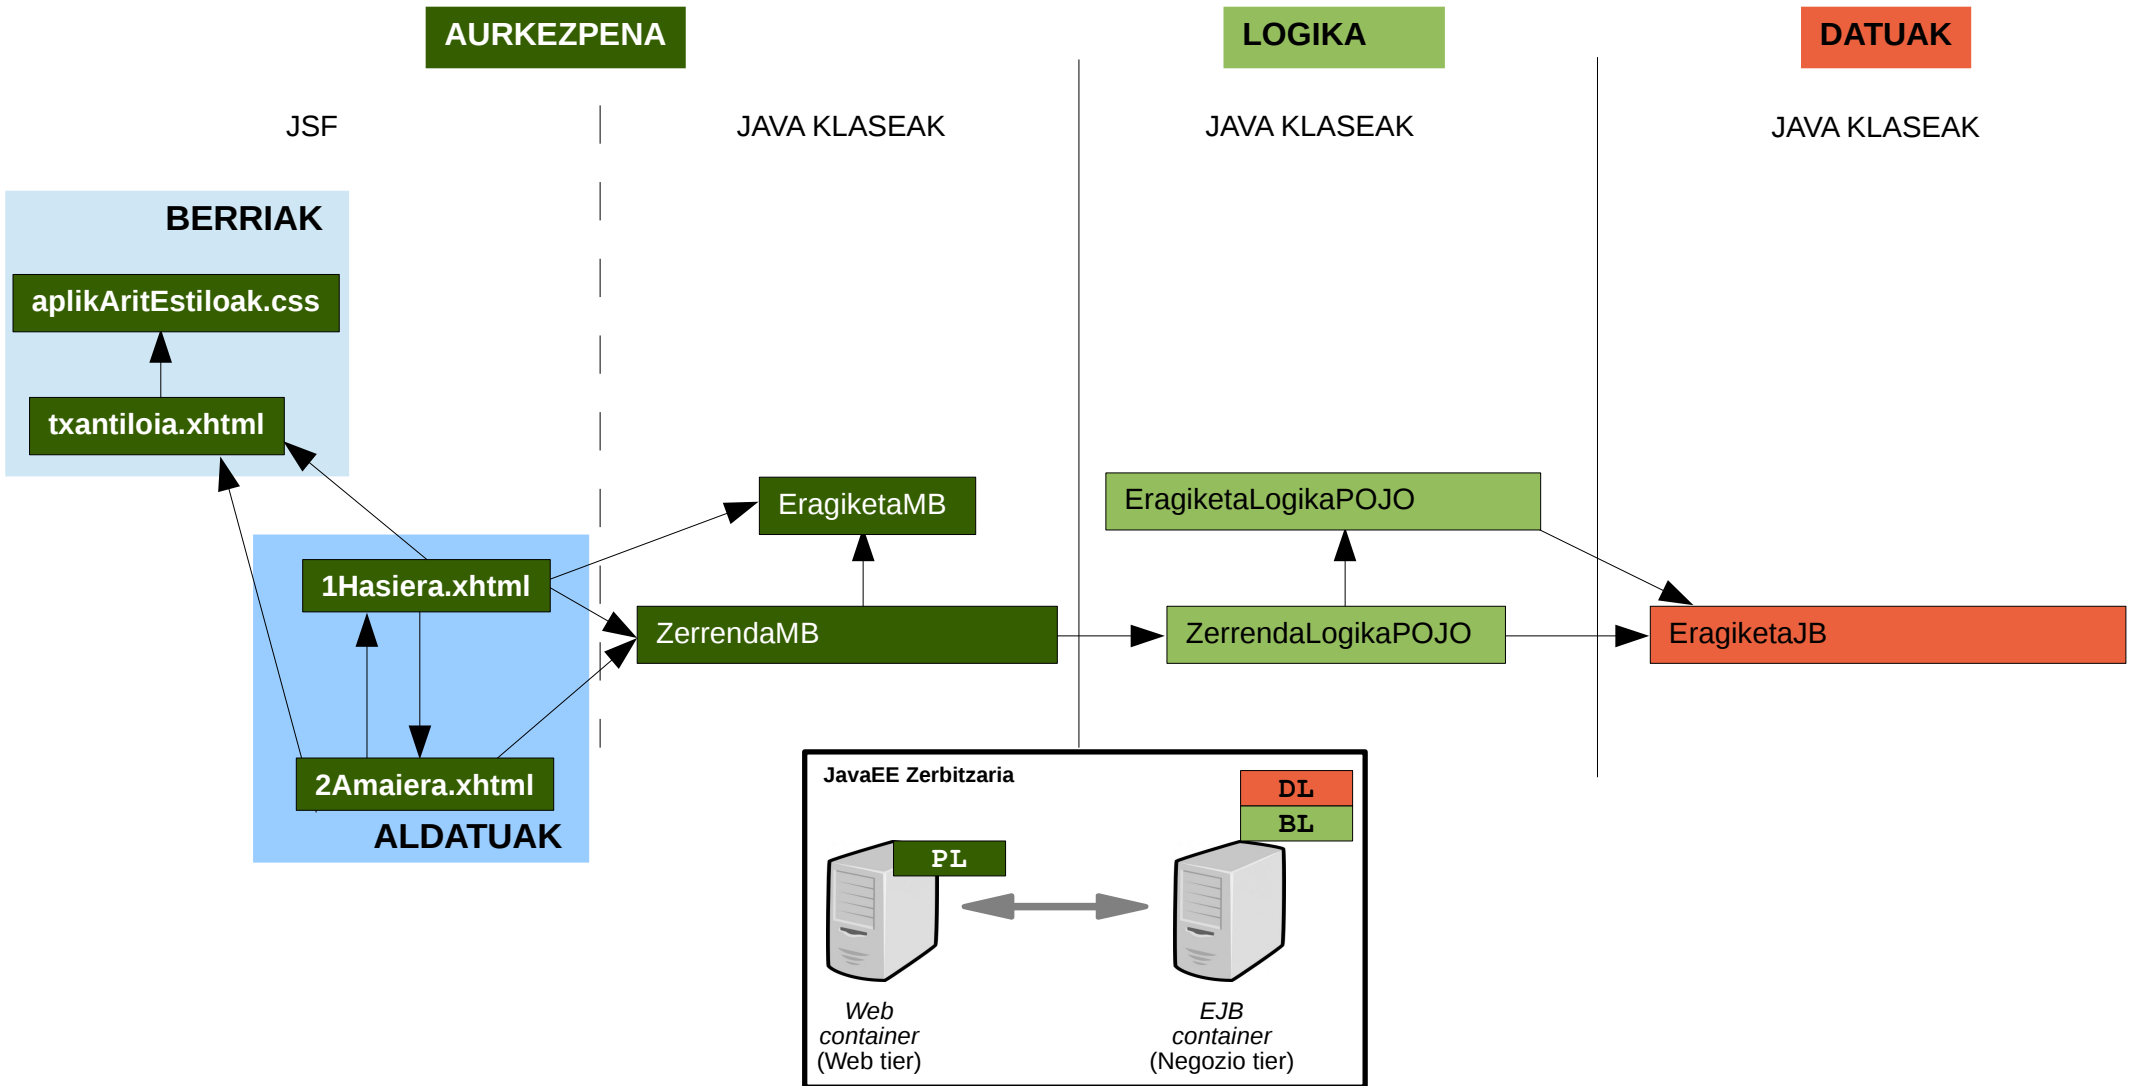 AURKEZPENA
LOGIKA
DATUAK
JSF
JAVA KLASEAK
JAVA KLASEAK
JAVA KLASEAK
BERRIAK
aplikAritEstiloak.css
txantiloia.xhtml
EragiketaMB
EragiketaLogikaPOJO
1Hasiera.xhtml
ZerrendaMB
ZerrendaLogikaPOJO
EragiketaJB
2Amaiera.xhtml
ALDATUAK
JavaEE Zerbitzaria
DL
BL
PL
Web
container
(Web tier)
EJB
container
(Negozio tier)